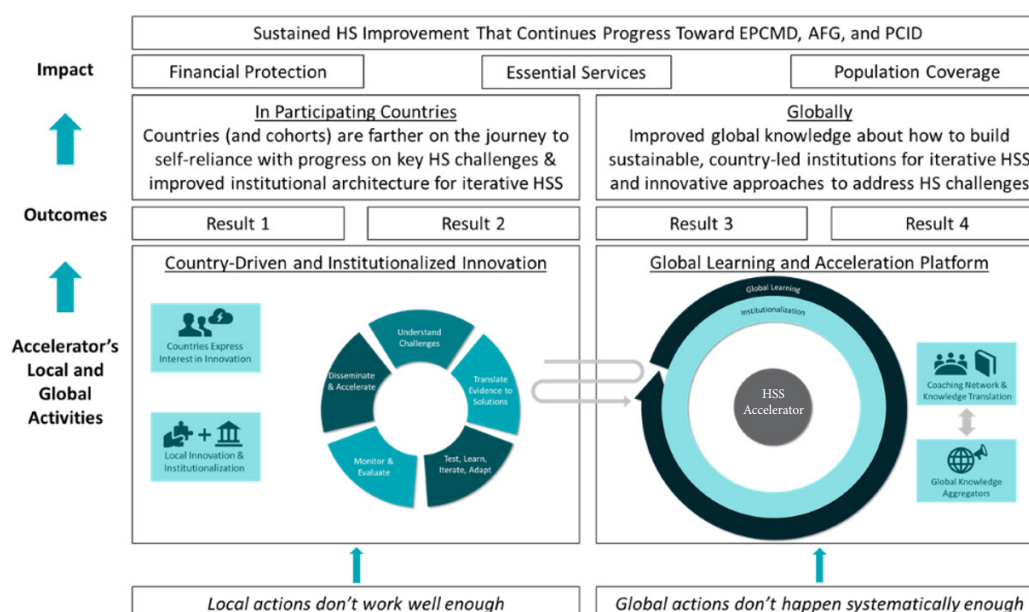 Sustained HS Improvement That Continues Progress Toward EPCMD, AFG, and PCID
Impact
Financial Protection
Essential Services
Population Coverage
In Participating Countries
Countries (and cohorts) are farther on the journey to
self-reliance with progress on key HS challenges &
improved institutional architecture for iterative HSS
Globally
Improved global knowledge about how to build
sustainable, country-led institutions for iterative HSS
and innovative approaches to address HS challenges
Outcomes
Result 1
Result 2
Result 3
Result 4
Accelerator's
Local and
Global
Activities
Country-Driven and Institutionalized Innovation
Countries Express
Interest in Innovation
Local Innovation &
Institutionalization
Understand
Challenges
Translate
Evidence to
Solutions
Test, Learn,
Iterate, Adapt
Monitor &
Evaluate
Disseminate
& Accelerate
Global Learning and Acceleration Platform
Global Learning
Institutionalization
HSS
Accelerator
Coaching Network &
Knowledge Translation
Global Knowledge
Aggregators
Local actions don't work well enough
Global actions don't happen systematically enough